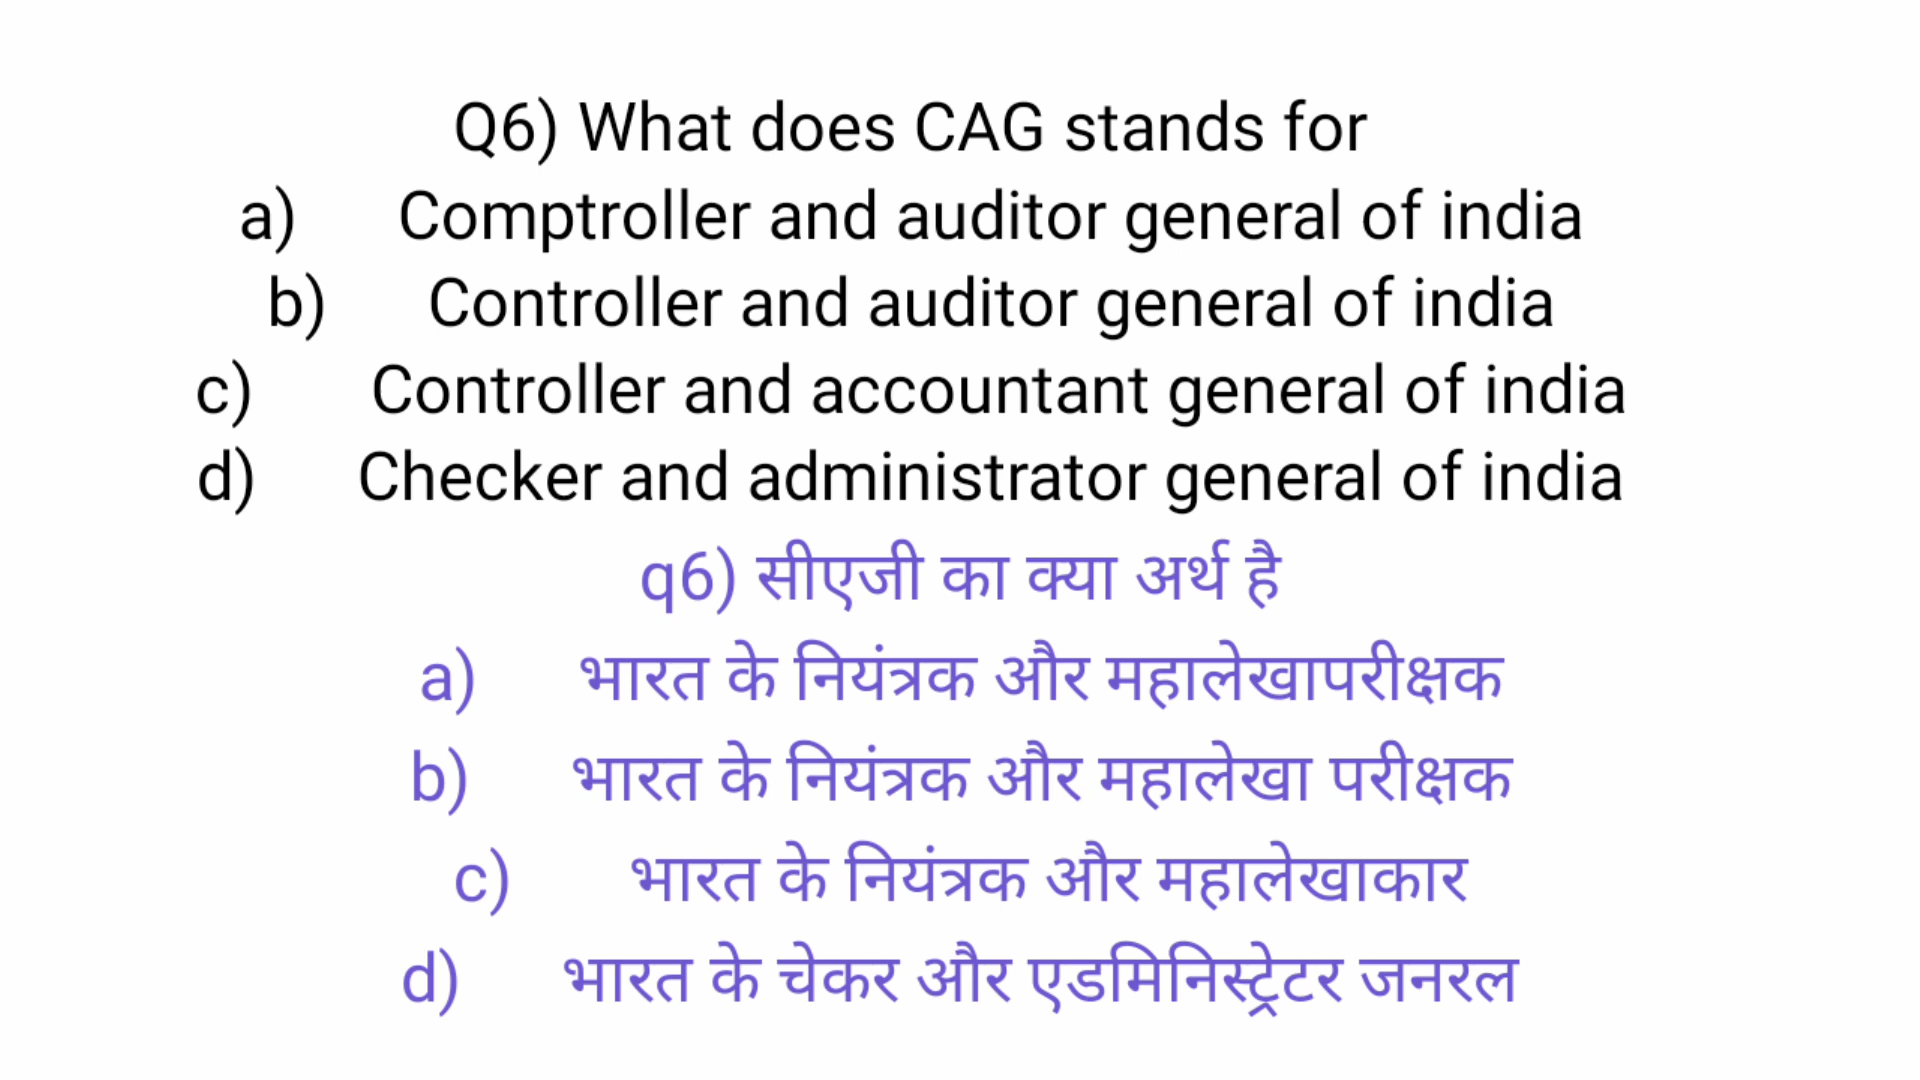 Q6) What does CAG stands for
a) Comptroller and auditor general of india
b) Controller and auditor general of india
c) Controller and accountant general of india
d) Checker and administrator general of india
q6) सीएजी का क्या अर्थ है
a) भारत के नियंत्रक और महालेखापरीक्षक
b) भारत के नियंत्रक और महालेखा परीक्षक
c) भारत के नियंत्रक और महालेखाकार
d) भारत के चेकर और एडमिनिस्ट्रेटर जनरल